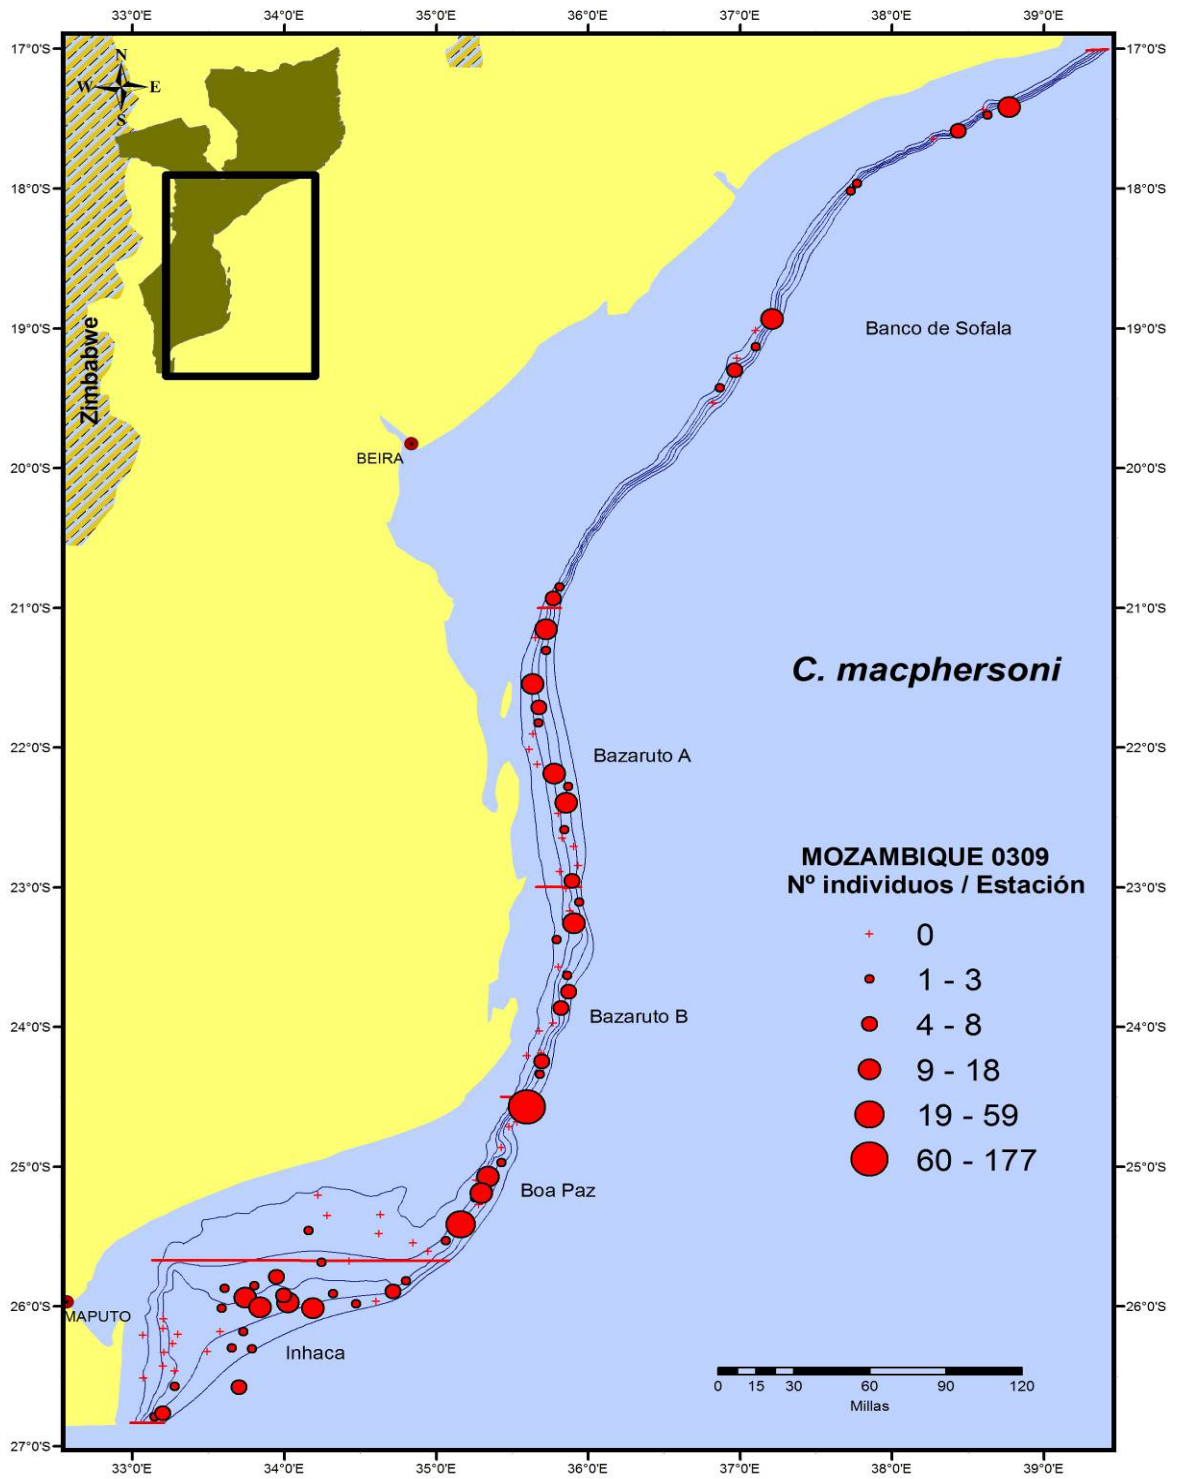 33°0'E 34°0'E 35°0'E 36°0'E 37°0'E 38°0'E 39°0'E
17°0'S 17°0'S
N
W E
S
18°0'S 18°0'S
19°0'S 19°0'S
Zimbabwe
Banco de Sofala
BEIRA
20°0'S 20°0'S
21°0'S 21°0'S
C. macphersoni
22°0'S 22°0'S
Bazaruto A
MOZAMBIQUE 0309
Nº individuos / Estación
23°0'S 23°0'S
0
1 - 3
4 - 8
9 - 18
19 - 59
60 - 177
Bazaruto B
24°0'S 24°0'S
25°0'S 25°0'S
Boa Paz
26°0'S 26°0'S
MAPUTO
Inhaca
0 15 30 60 90 120
Millas
27°0'S 27°0'S
33°0'E 34°0'E 35°0'E 36°0'E 37°0'E 38°0'E 39°0'E